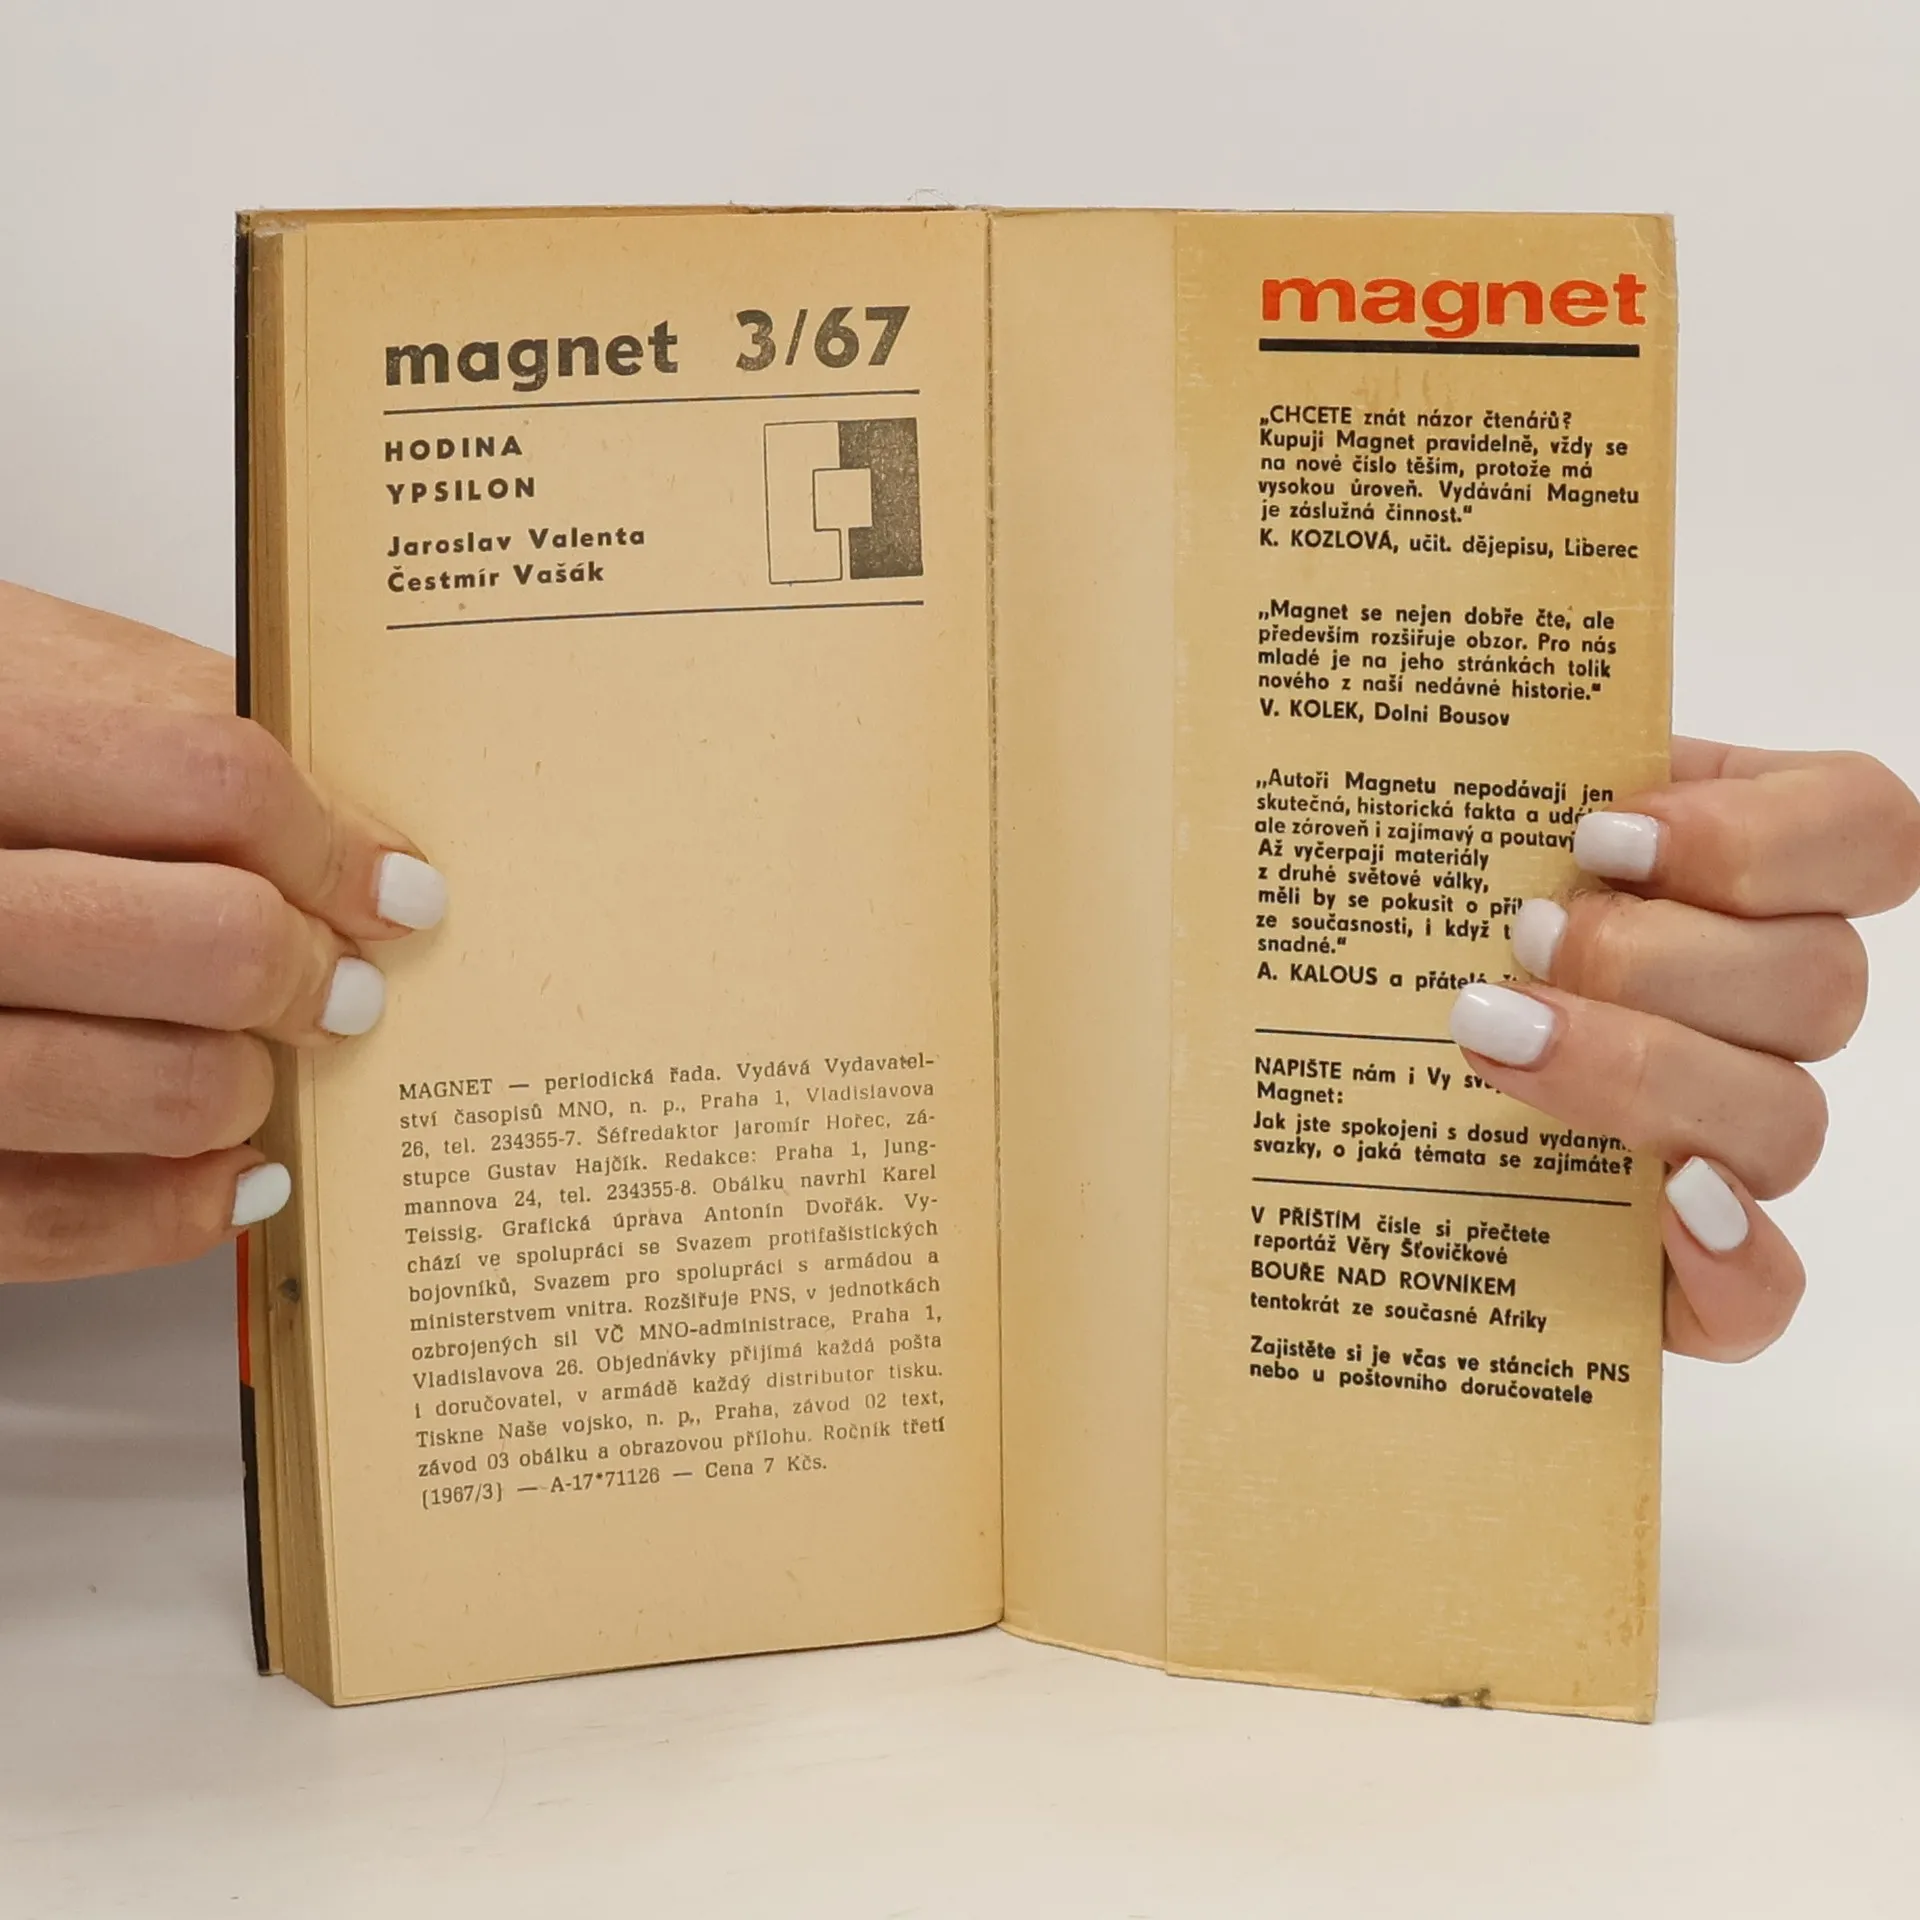 magnet 3/67
HODINA
YPSILON
Jaroslav Valenta
Čestmír Vašák
MAGNET — periodická řada. Vydává Vydavatel-
ství časopisů MNO, n. p., Praha 1, Vladislavova
26, tel. 234355-7. Šéfredaktor Jaromír Hořec, zá-
stupce Gustav Hajčík. Redakce: Praha 1, Jung-
mannova 24, tel. 234355-8. Obálku navrhl Karel
Teissig. Grafická úprava Antonín Dvořák. Vy-
chází ve spolupráci se Svazem protifašistických
bojovníků, Svazem pro spolupráci s armádou a
ministerstvem vnitra. Rozšiřuje PNS, v jednotkách
ozbrojených sil VČ MNO-administrace, Praha 1,
Vladislavova 26. Objednávky přijímá každá pošta
i doručovatel, v armádě každý distributor tisku.
Tiskne Naše vojsko, n. p., Praha, závod 02 text,
závod 03 obálku a obrazovou přílohu. Ročník třetí
(1967/3) — A-17*71126 — Cena 7 Kčs.
magnet
„CHCETE znát názor čtenářů?
Kupuji Magnet pravidelně, vždy se
na nové číslo těším, protože má
vysokou úroveň. Vydávání Magnetu
je záslužná činnost."
K. KOZLOVÁ, učit. dějepisu, Liberec
„Magnet se nejen dobře čte, ale
především rozšiřuje obzor. Pro nás
mladé je na jeho stránkách tolik
nového z naší nedávné historie."
V. KOLEK, Dolní Bousov
„Autoři Magnetu nepodávají jen
skutečná, historická fakta a
ale zároveň i zajímavý a
Až vyčerpají materiály
z druhé světové války,
měli by se pokusit o
ze současnosti, i když
snadné."
A. KALOUS a přátelé
NAPIŠTE nám i Vy
Magnet:
Jak jste spokojeni s dosud
svazky, o jaká témata se zajímáte?
V PŘÍŠTÍM čísle si přečtete
reportáž Věry Šťovíčkové
BOUŘE NAD ROVNÍKEM
tentokrát ze současné Afriky
Zajistěte si je včas ve stáncích PNS
nebo u poštovního doručovatele